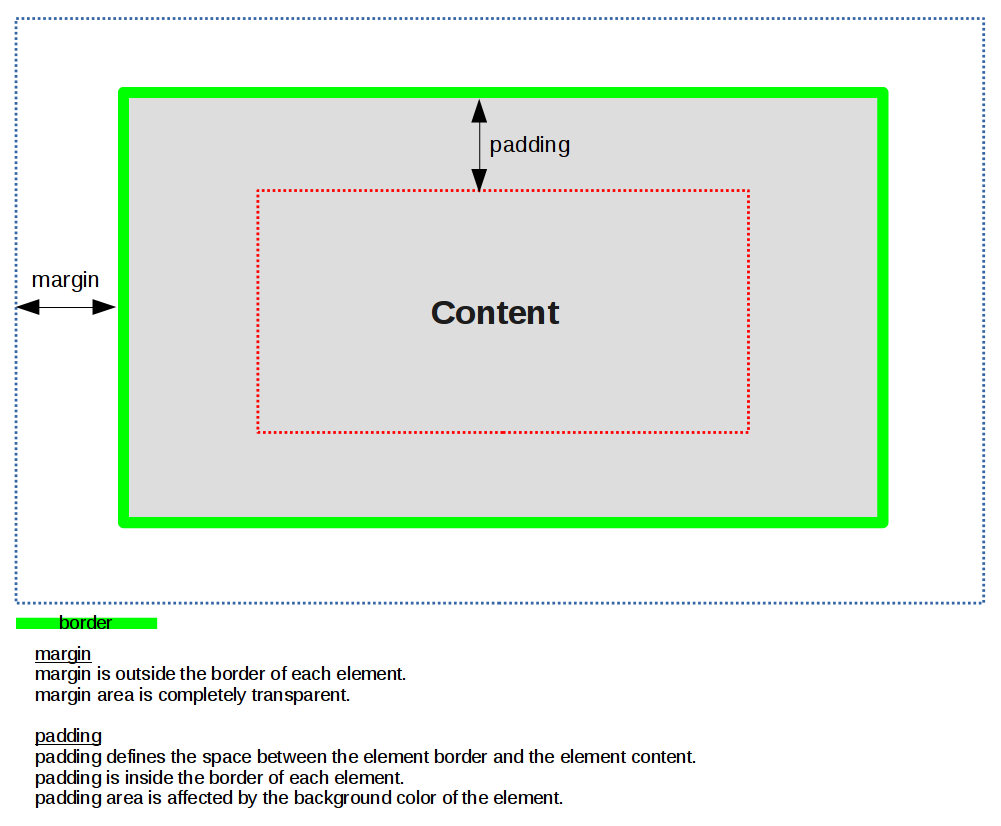 padding
margin
Content
border
margin
margin is outside the border of each element.
margin area is completely transparent.
padding
padding defines the space between the element border and the element content.
padding is inside the border of each element.
padding area is affected by the background color of the element.